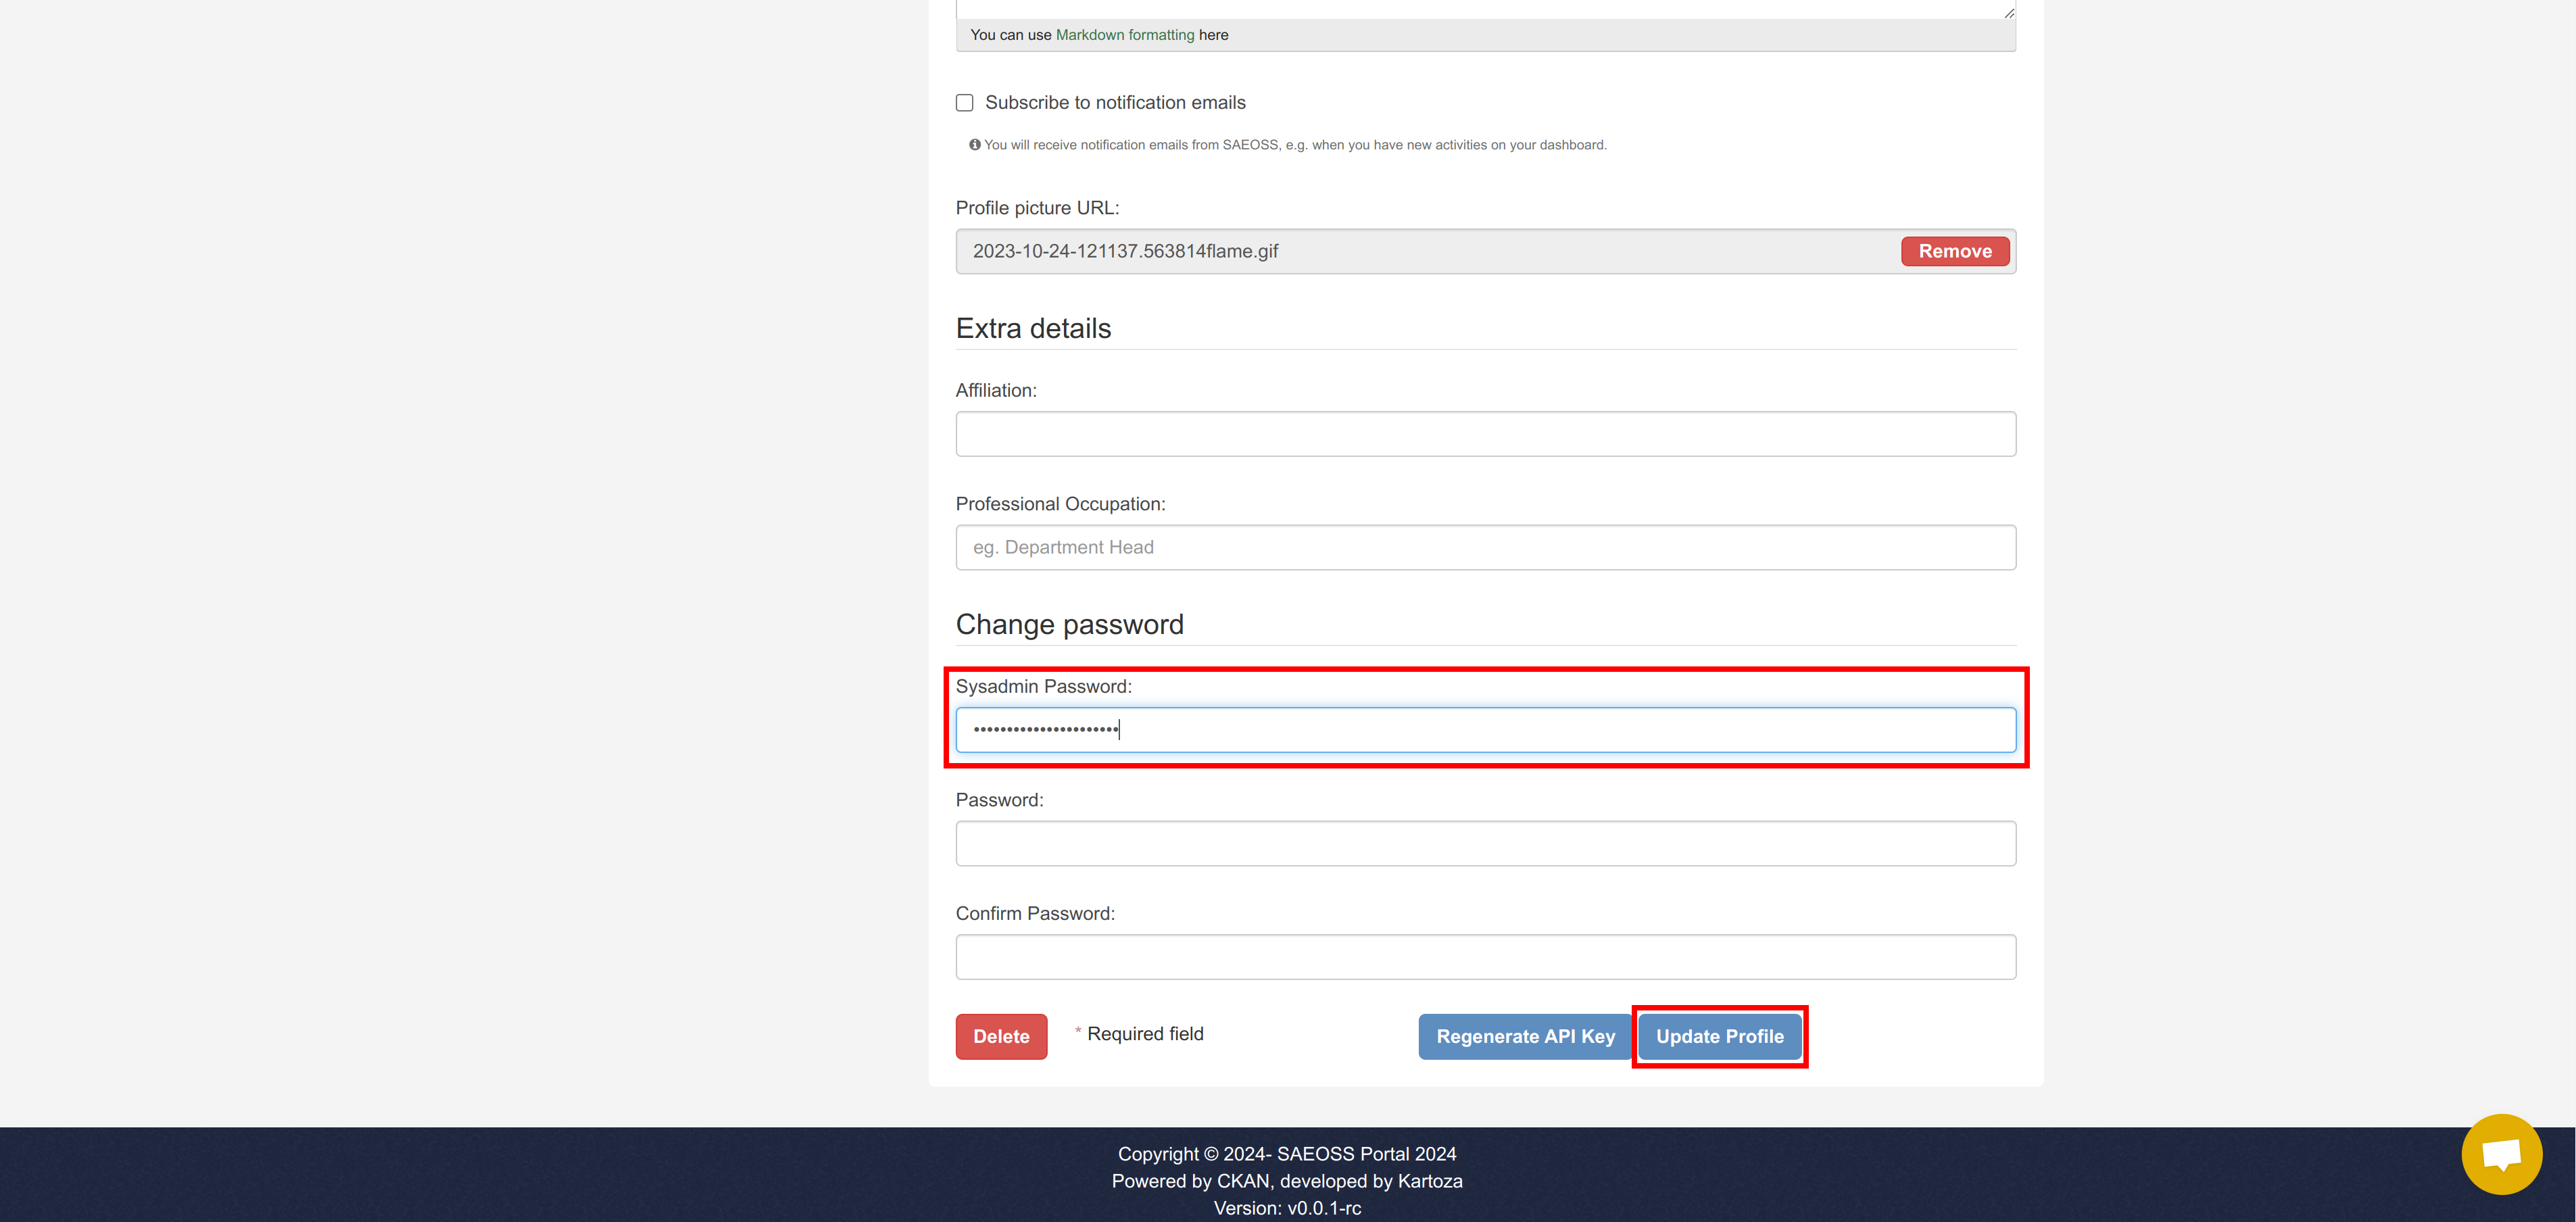 You can use Markdown formatting here
Subscribe to notification emails
You will receive notification emails from SAEOSS, e.g. when you have new activities on your dashboard.
Profile picture URL:
2023-10-24-121137.563814flame.gif
Remove
Extra details
Affiliation:
Professional Occupation:
eg. Department Head
Change password
Sysadmin Password:
••••••••••••••••••••••
Password:
Confirm Password:
Delete
* Required field
Regenerate API Key
Update Profile
Copyright © 2024- SAEOSS Portal 2024
Powered by CKAN, developed by Kartoza
Version: v0.0.1-rc